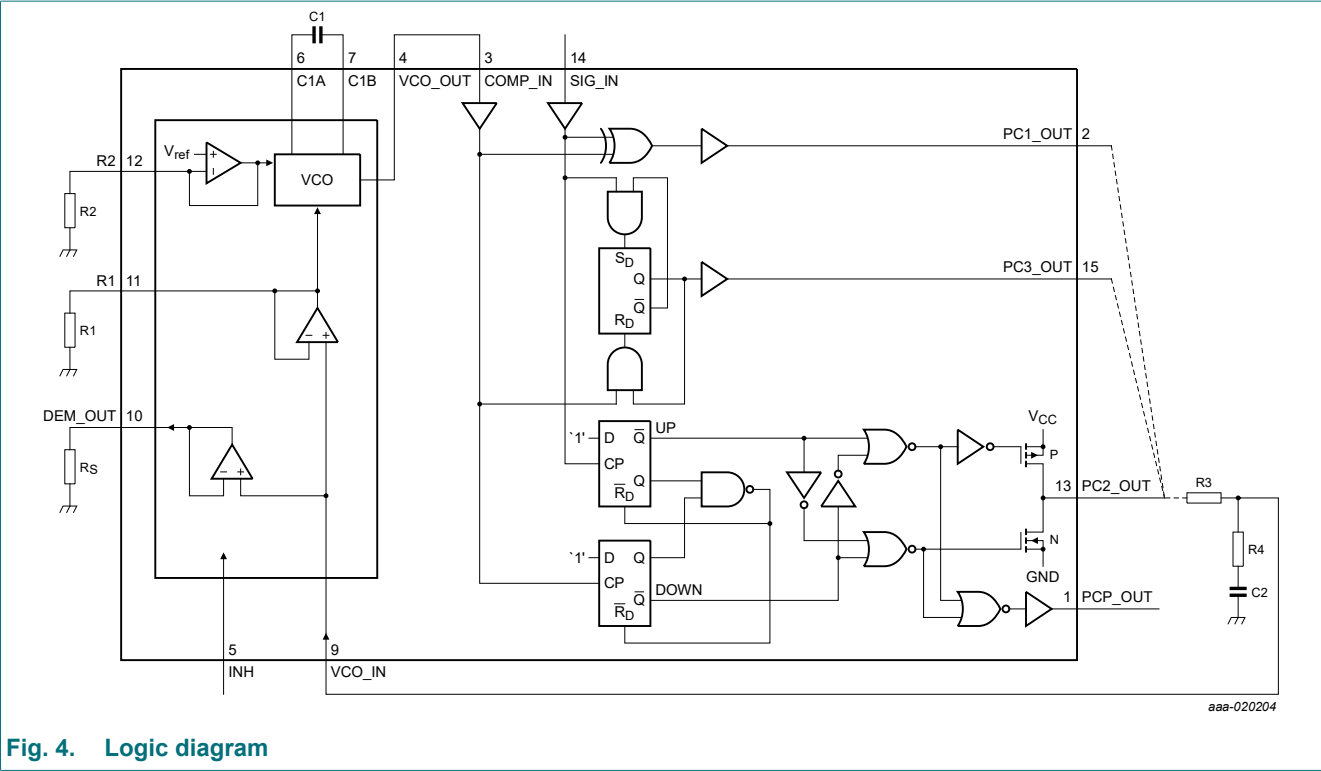 C1
6 7 4 3 14
C1A C1B VCO_OUT COMP_IN SIG_IN
Vref + −
VCO
R2 12
R2
R1 11
R1
− +
DEM_OUT 10
RS
− +
5
INH
9
VCO_IN
PC1_OUT 2
SD
Q
Q̅
RD
PC3_OUT 15
'1' D Q̅ UP
CP
Q
R̅D
'1' D Q
CP
Q̅ DOWN
R̅D
VCC
P
13 PC2_OUT
N
GND
1 PCP_OUT
R3
R4
C2
aaa-020204
Fig. 4. Logic diagram